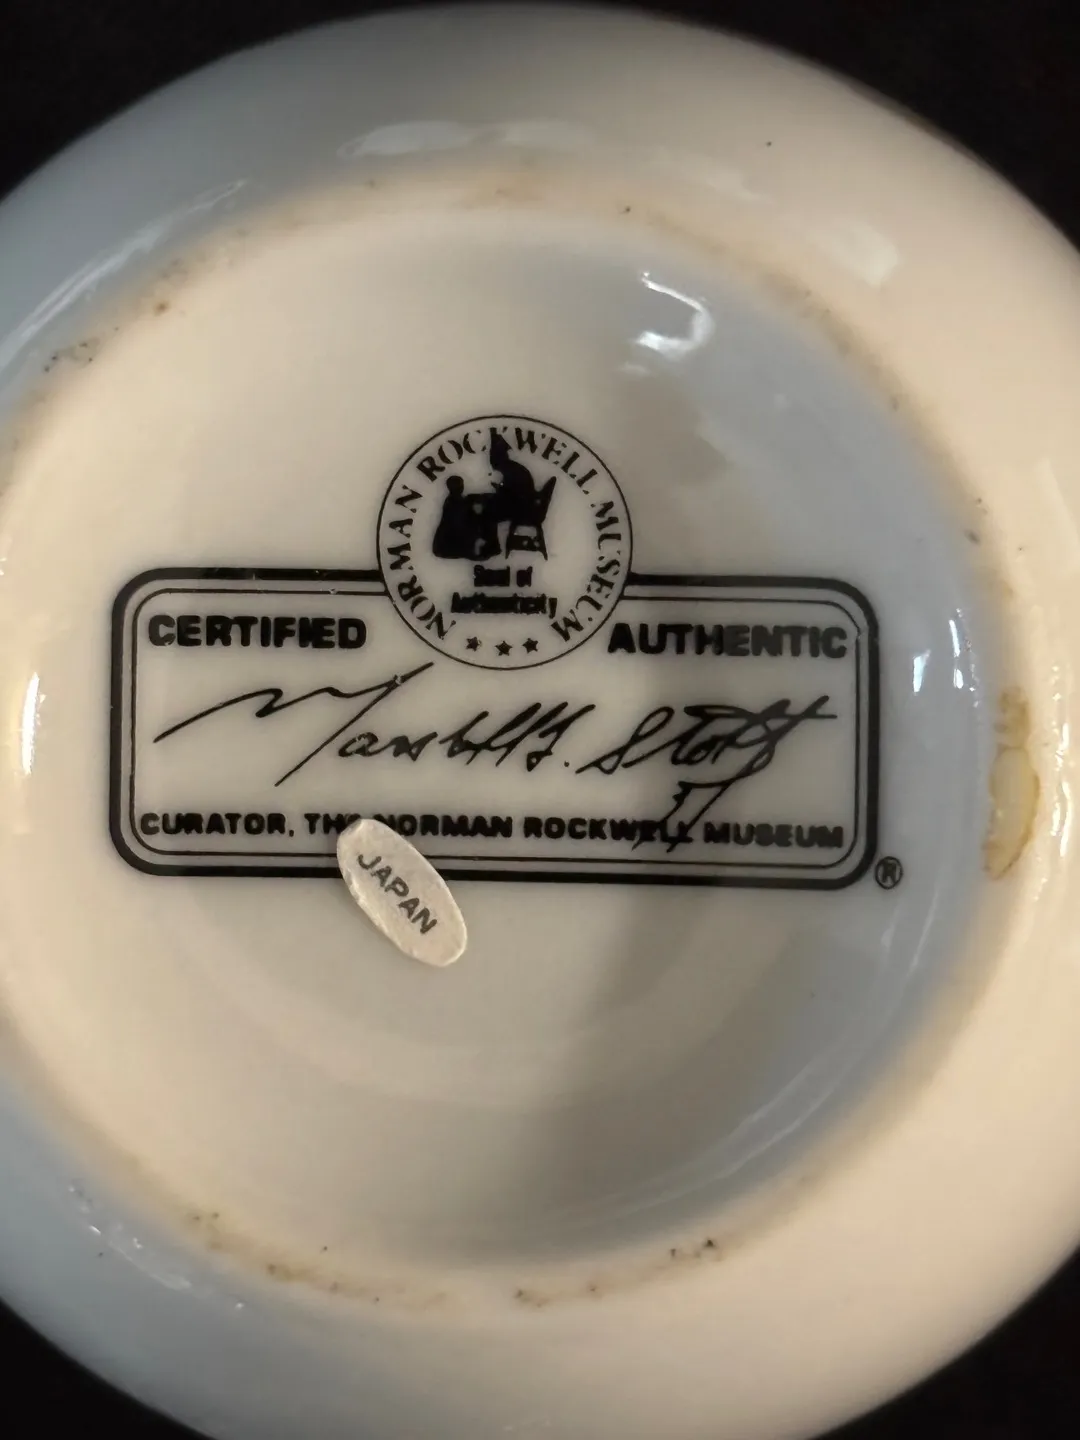 NORMAN ROCKWELL MUSEUM
Seal of
Authenticity
CERTIFIED AUTHENTIC
CURATOR, THE NORMAN ROCKWELL MUSEUM
®
JAPAN